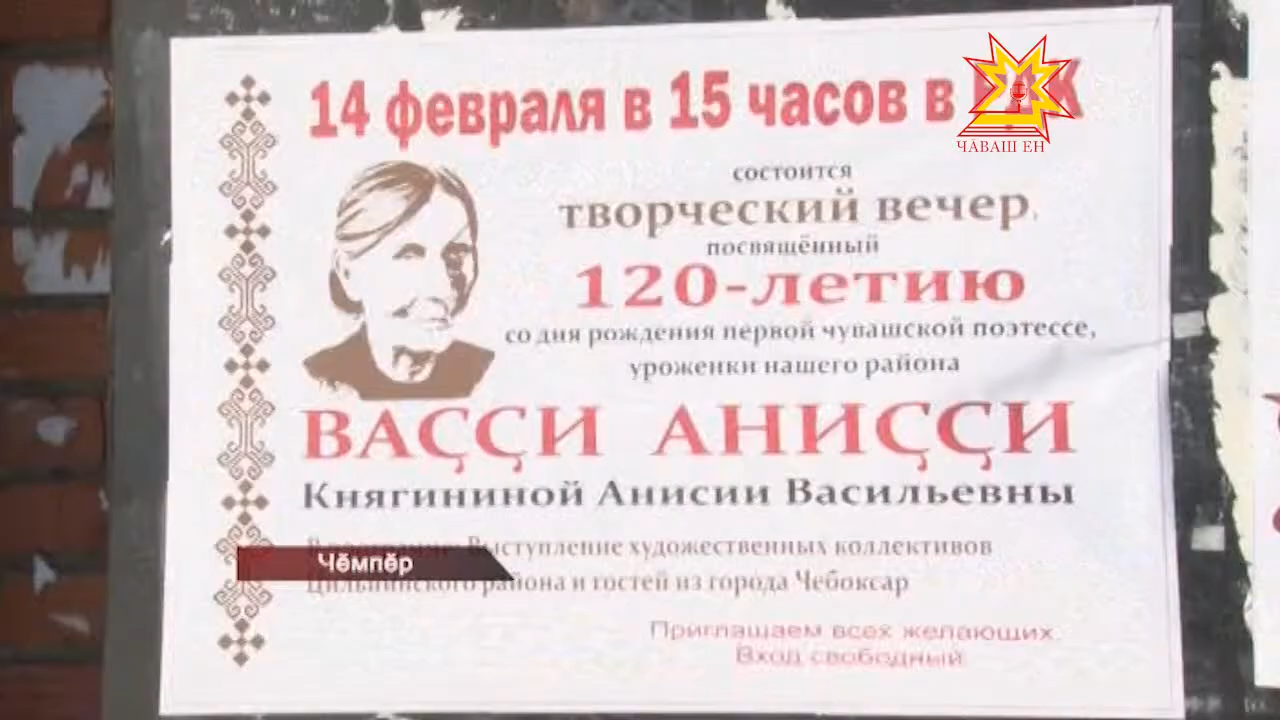 14 февраля в 15 часов в
ЧӐВАШ ЕН
состоится
творческий вечер,
посвящённый
120-летию
со дня рождения первой чувашской поэтессе,
уроженки нашего района
ВАҪҪИ АНИҪҪИ
Княгининой Анисии Васильевны
Выступление художественных коллективов
Чӗмпӗр
района и гостей из города Чебоксар
Приглашаем всех желающих.
Вход свободный